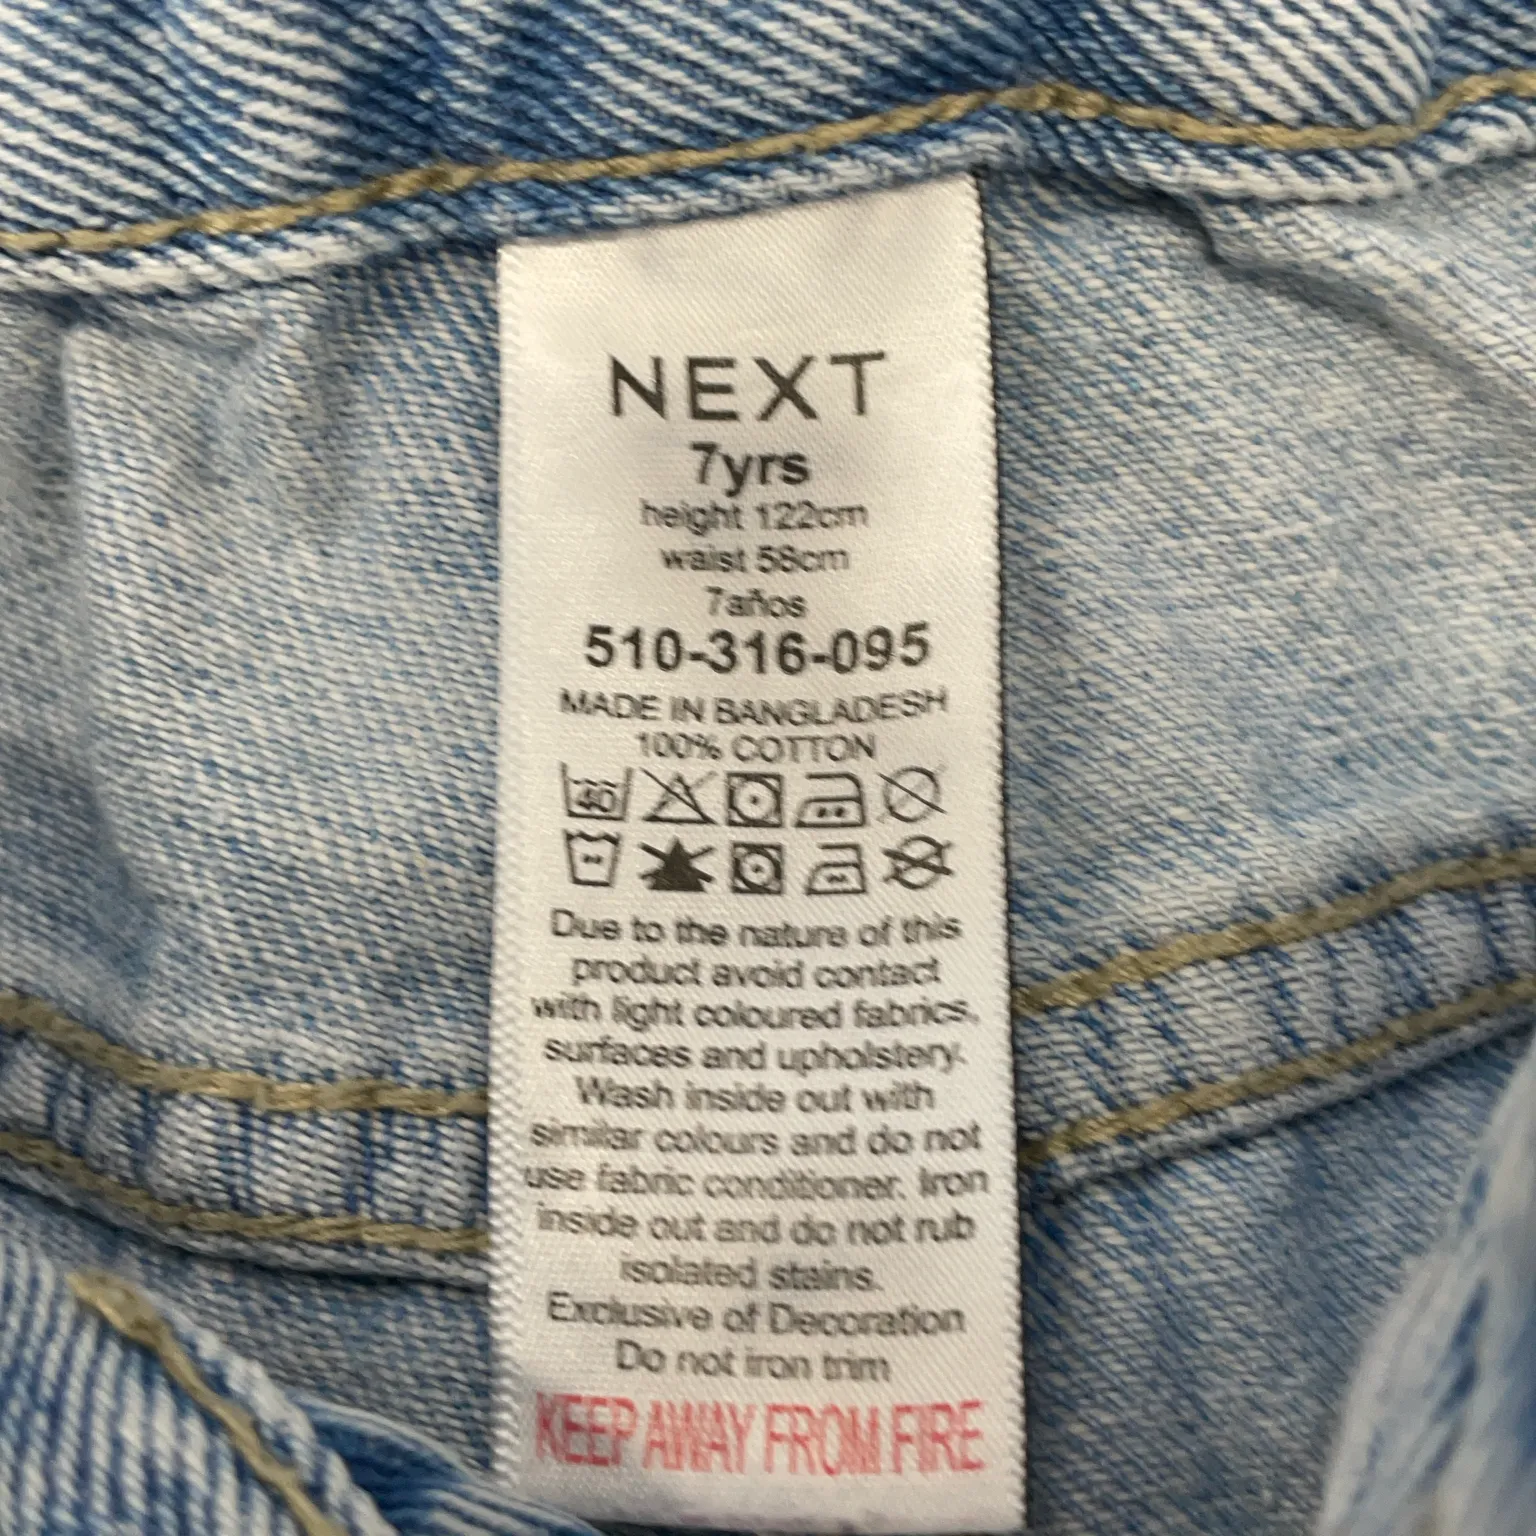 NEXT
7yrs
height 122cm
waist 58cm
7años
510-316-095
MADE IN BANGLADESH
100% COTTON
40
Due to the nature of this
product avoid contact
with light coloured fabrics,
surfaces and upholstery.
Wash inside out with
similar colours and do not
use fabric conditioner. Iron
inside out and do not rub
isolated stains.
Exclusive of Decoration
Do not iron trim
KEEP AWAY FROM FIRE